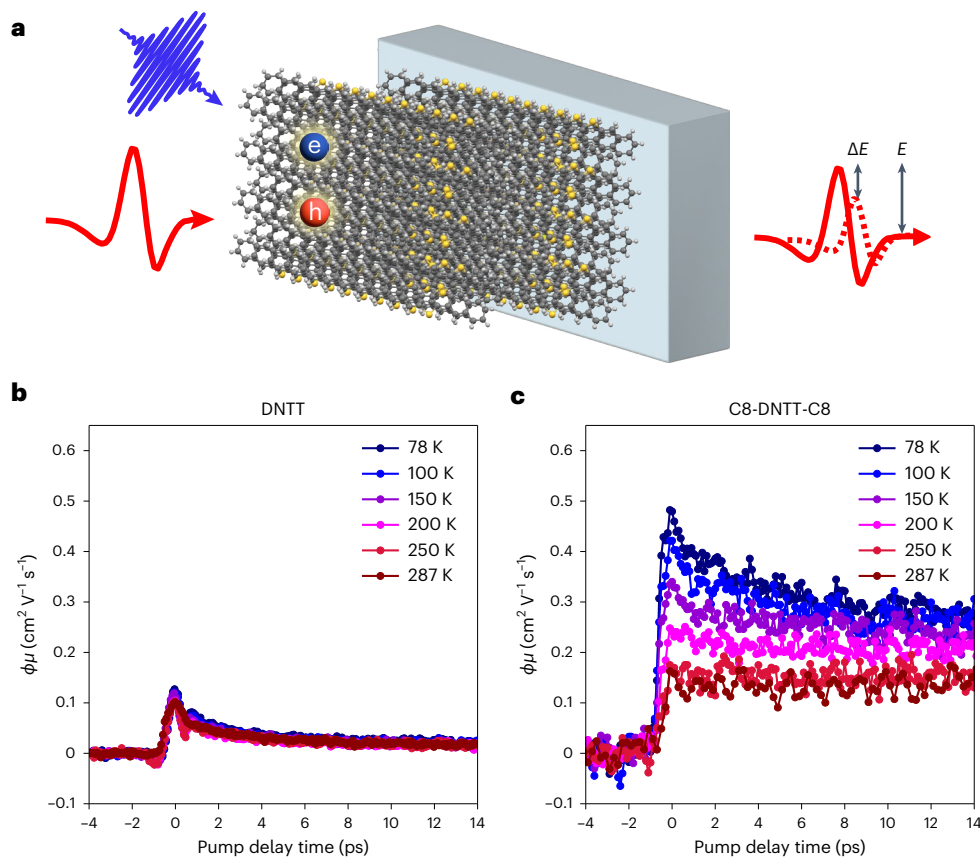 a
e
h
ΔE
E
b
DNTT
0.6
0.5
0.4
0.3
0.2
0.1
0
−0.1
ϕμ (cm² V⁻¹ s⁻¹)
78 K
100 K
150 K
200 K
250 K
287 K
−4 −2 0 2 4 6 8 10 12 14
Pump delay time (ps)
c
C8-DNTT-C8
0.6
0.5
0.4
0.3
0.2
0.1
0
−0.1
ϕμ (cm² V⁻¹ s⁻¹)
78 K
100 K
150 K
200 K
250 K
287 K
−4 −2 0 2 4 6 8 10 12 14
Pump delay time (ps)